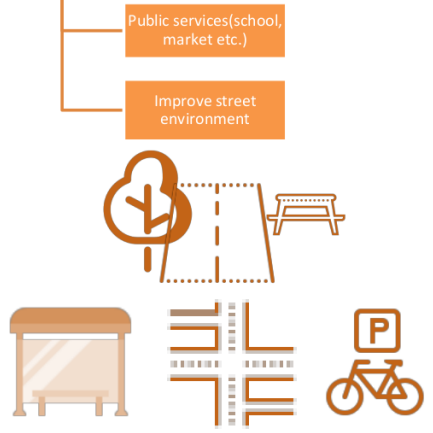 Public services(school,
market etc.)
Improve street
environment
P